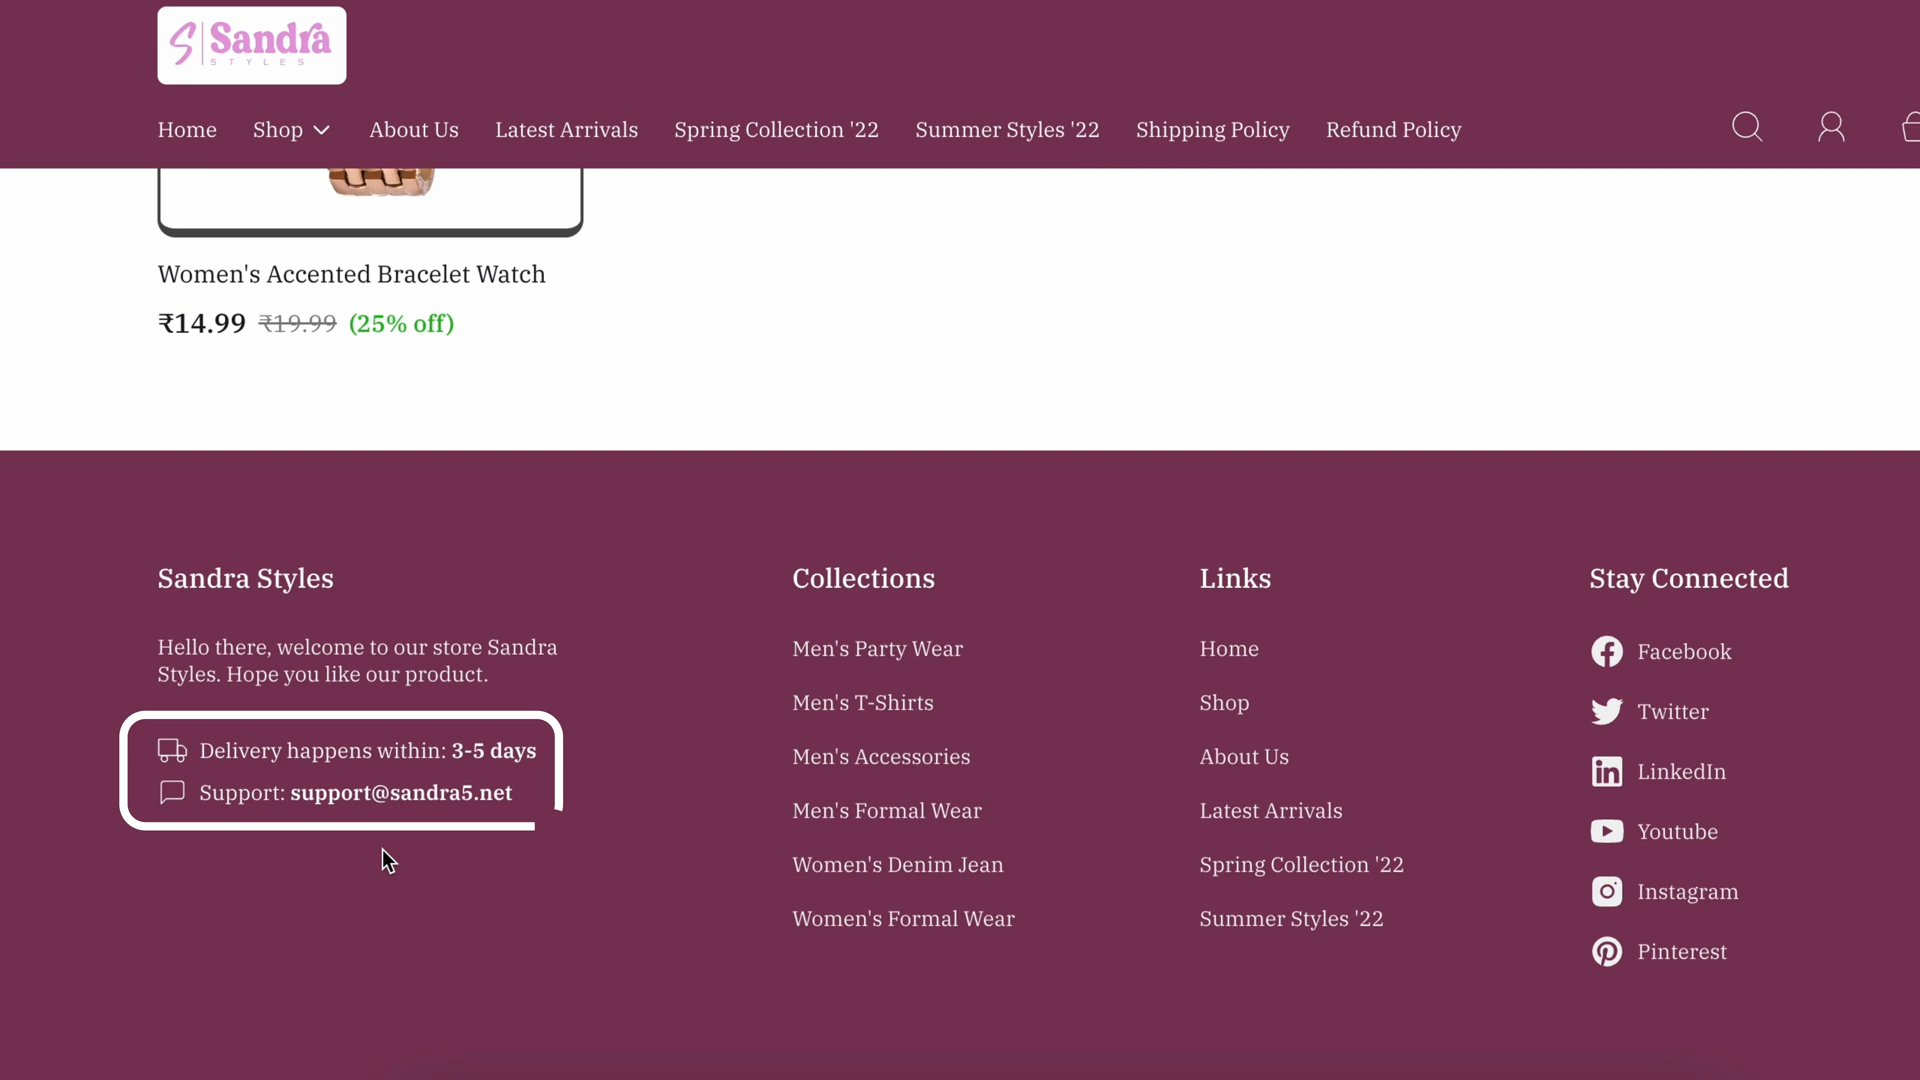 S Sandra
STYLES
Home Shop About Us Latest Arrivals Spring Collection '22 Summer Styles '22 Shipping Policy Refund Policy
Women's Accented Bracelet Watch
₹14.99 ₹19.99 (25% off)
Sandra Styles
Hello there, welcome to our store Sandra
Styles. Hope you like our product.
Delivery happens within: 3-5 days
Support: support@sandra5.net
Collections
Men's Party Wear
Men's T-Shirts
Men's Accessories
Men's Formal Wear
Women's Denim Jean
Women's Formal Wear
Links
Home
Shop
About Us
Latest Arrivals
Spring Collection '22
Summer Styles '22
Stay Connected
Facebook
Twitter
LinkedIn
Youtube
Instagram
Pinterest